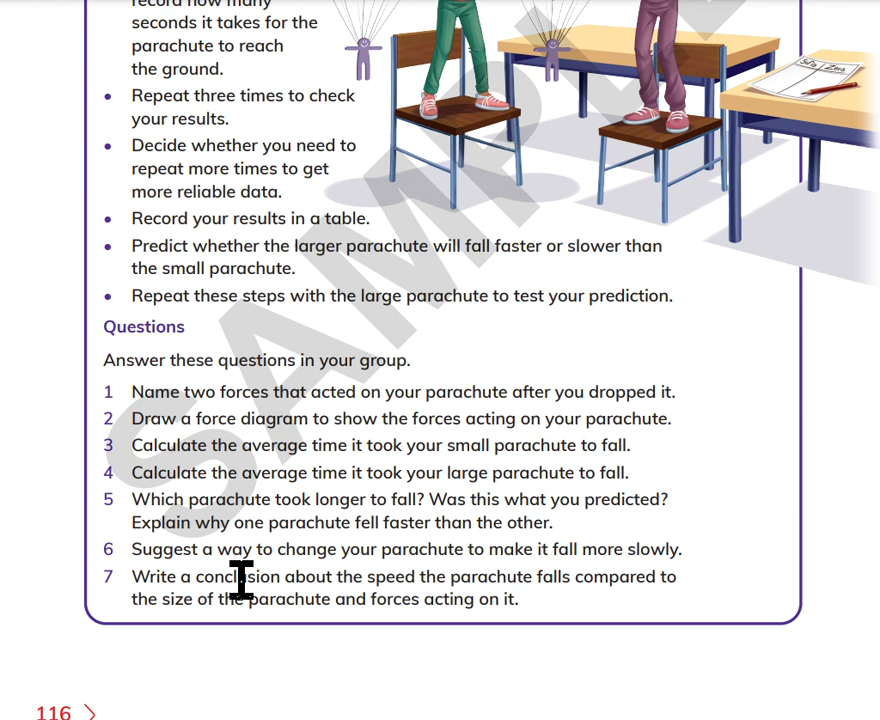 record how many
seconds it takes for the
parachute to reach
the ground.
• Repeat three times to check
your results.
• Decide whether you need to
repeat more times to get
more reliable data.
• Record your results in a table.
• Predict whether the larger parachute will fall faster or slower than
the small parachute.
• Repeat these steps with the large parachute to test your prediction.
Questions
Answer these questions in your group.
1 Name two forces that acted on your parachute after you dropped it.
2 Draw a force diagram to show the forces acting on your parachute.
3 Calculate the average time it took your small parachute to fall.
4 Calculate the average time it took your large parachute to fall.
5 Which parachute took longer to fall? Was this what you predicted?
Explain why one parachute fell faster than the other.
6 Suggest a way to change your parachute to make it fall more slowly.
7 Write a conclusion about the speed the parachute falls compared to
the size of the parachute and forces acting on it.
116
SAMPLE